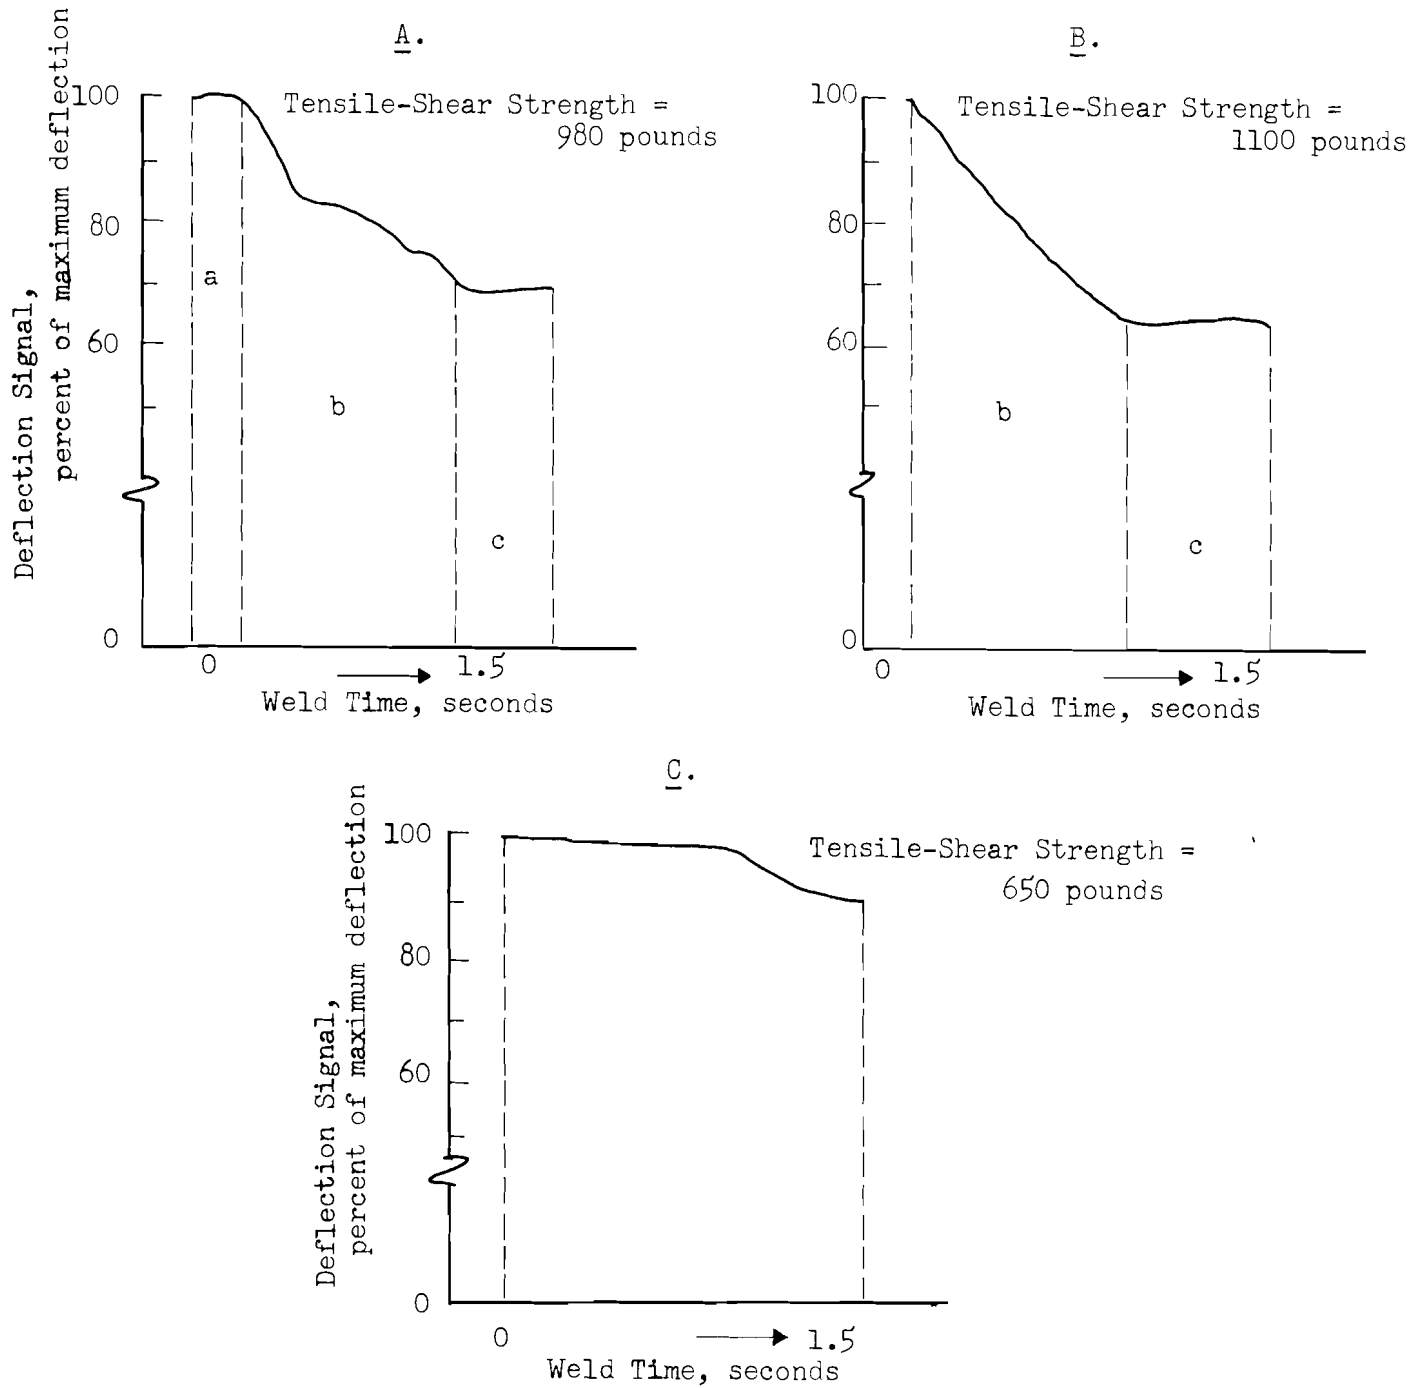 A.
Tensile-Shear Strength =
980 pounds
Deflection Signal,
percent of maximum deflection
100
80
60
0
a
b
c
0
1.5
Weld Time, seconds
B.
Tensile-Shear Strength =
1100 pounds
100
80
60
0
b
c
0
1.5
Weld Time, seconds
C.
Tensile-Shear Strength =
650 pounds
Deflection Signal,
percent of maximum deflection
100
80
60
0
0
1.5
Weld Time, seconds